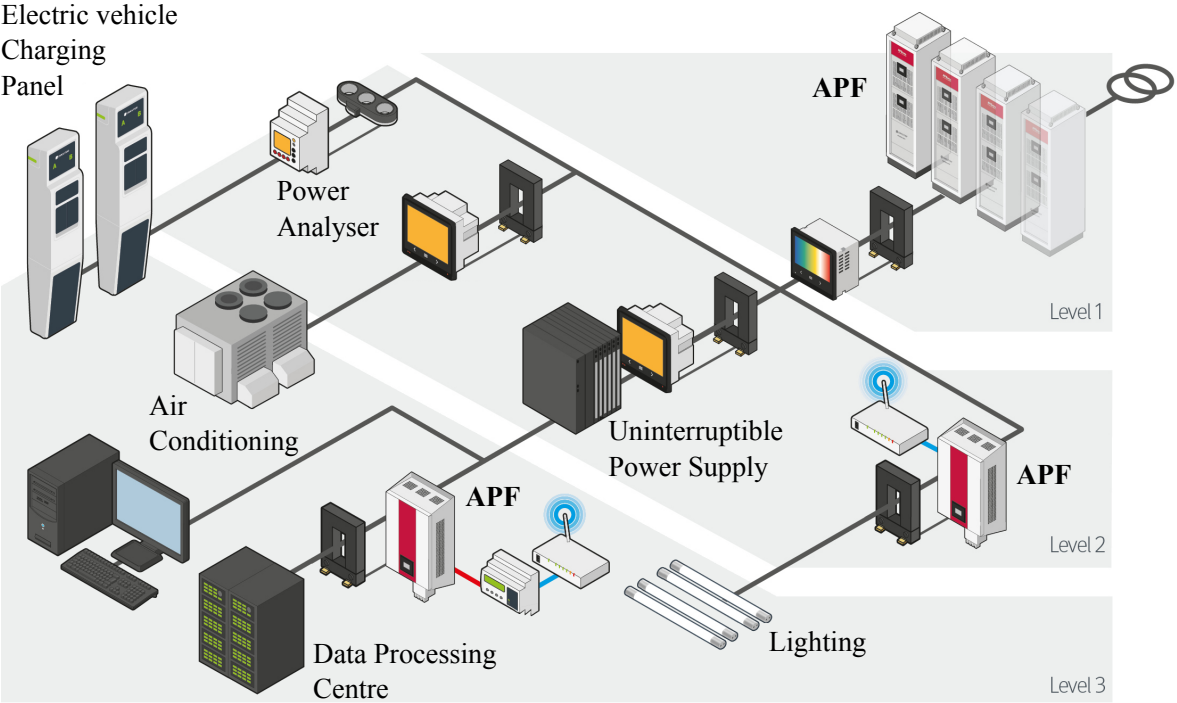 Electric vehicle
Charging
Panel
APF
Power
Analyser
Level 1
Air
Conditioning
Uninterruptible
Power Supply
APF
APF
Level 2
Data Processing
Centre
Lighting
Level 3